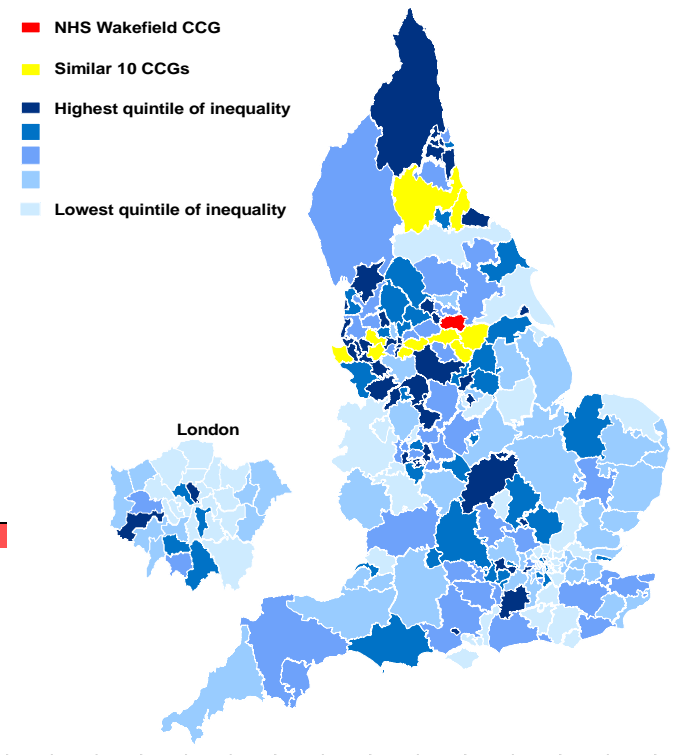 NHS Wakefield CCG
Similar 10 CCGs
Highest quintile of inequality
Lowest quintile of inequality
London